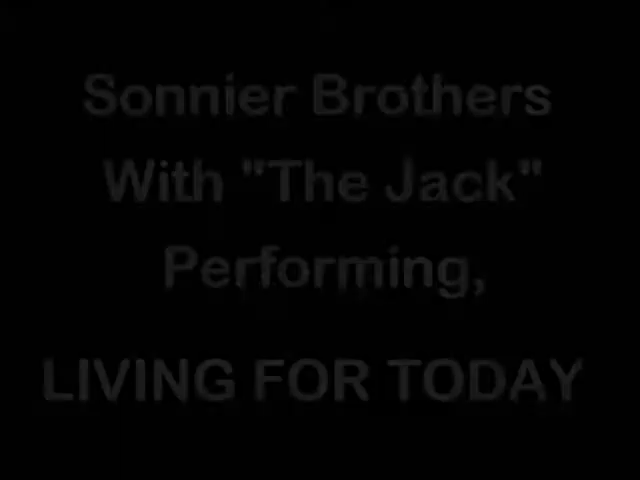 Sonnier Brothers
With "The Jack"
Performing,
LIVING FOR TODAY